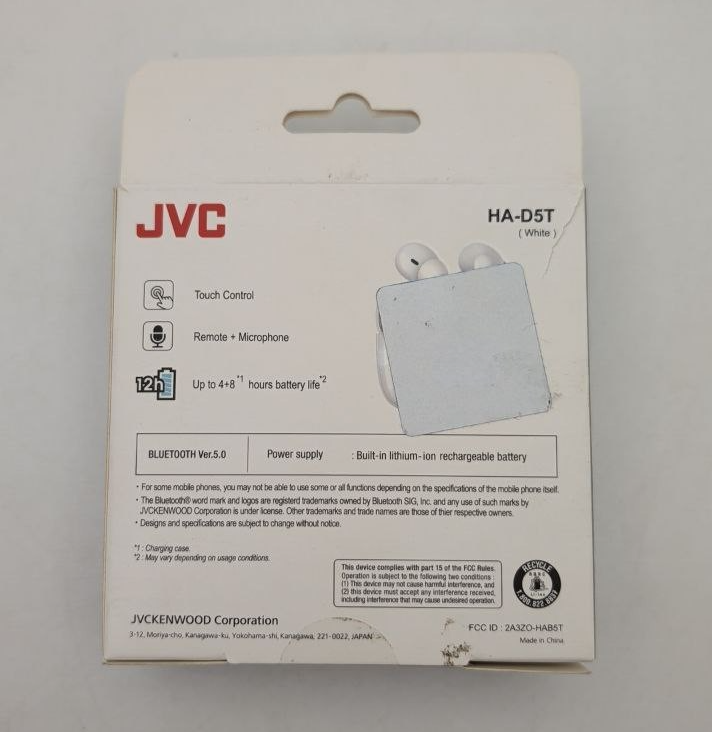 JVC
HA-D5T
( White )
Touch Control
Remote + Microphone
12h
Up to 4+8*1 hours battery life*2
BLUETOOTH Ver.5.0
Power supply : Built-in lithium-ion rechargeable battery
• For some mobile phones, you may not be able to use some or all functions depending on the specifications of the mobile phone itself.
• The Bluetooth® word mark and logos are registerd trademarks owned by Bluetooth SIG, Inc. and any use of such marks by
JVCKENWOOD Corporation is under license. Other trademarks and trade names are those of thier respective owners.
• Designs and specifications are subject to change without notice.
*1 : Charging case.
*2 : May vary depending on usage conditions.
This device complies with part 15 of the FCC Rules.
Operation is subject to the following two conditions :
(1) This device may not cause harmful interference, and
(2) this device must accept any interference received,
including interference that may cause undesired operation.
RECYCLE
1.800.822.8837
JVCKENWOOD Corporation
3-12, Moriya-cho, Kanagawa-ku, Yokohama-shi, Kanagawa, 221-0022, JAPAN
FCC ID : 2A3ZO-HAB5T
Made in China